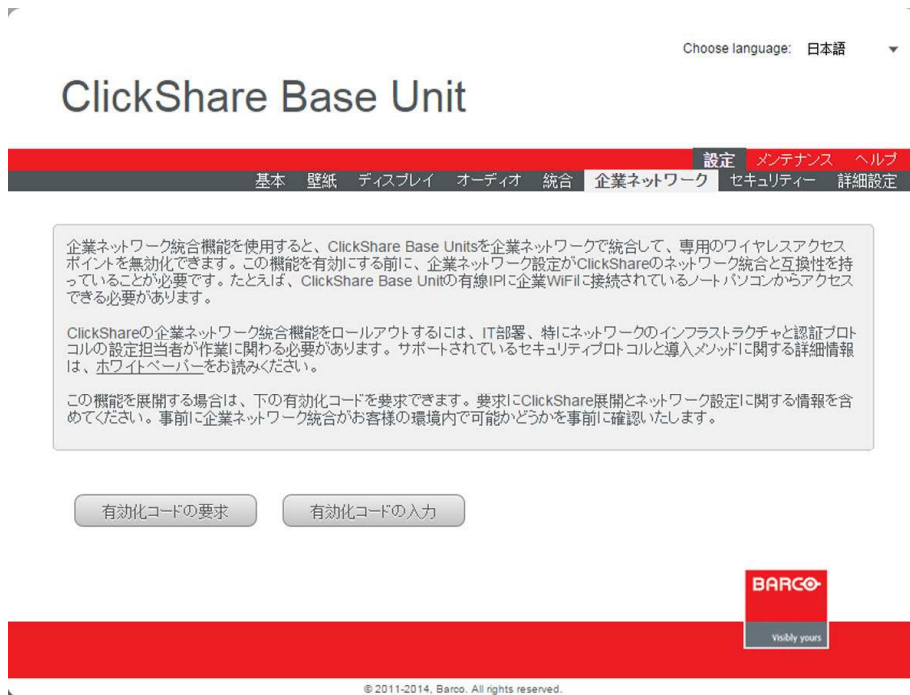 Choose language: 日本語
ClickShare Base Unit
設定 メンテナンス ヘルプ
基本 壁紙 ディスプレイ オーディオ 統合 企業ネットワーク セキュリティー 詳細設定
企業ネットワーク統合機能を使用すると、ClickShare Base Unitsを企業ネットワークで統合して、専用のワイヤレスアクセス
ポイントを無効化できます。この機能を有効にする前に、企業ネットワーク設定がClickShareのネットワーク統合と互換性を持
っていることが必要です。たとえば、ClickShare Base Unitの有線IPに企業WiFiに接続されているノートパソコンからアクセス
できる必要があります。
ClickShareの企業ネットワーク統合機能をロールアウトするには、IT部署、特にネットワークのインフラストラクチャと認証プロト
コルの設定担当者が作業に関わる必要があります。サポートされているセキュリティプロトコルと導入メソッドに関する詳細情報
は、ホワイトペーパーをお読みください。
この機能を展開する場合は、下の有効化コードを要求できます。要求にClickShare展開とネットワーク設定に関する情報を含
めてください。事前に企業ネットワーク統合がお客様の環境内で可能かどうかを事前に確認いたします。
有効化コードの要求 有効化コードの入力
BARCO
Visibly yours
© 2011-2014, Barco. All rights reserved.